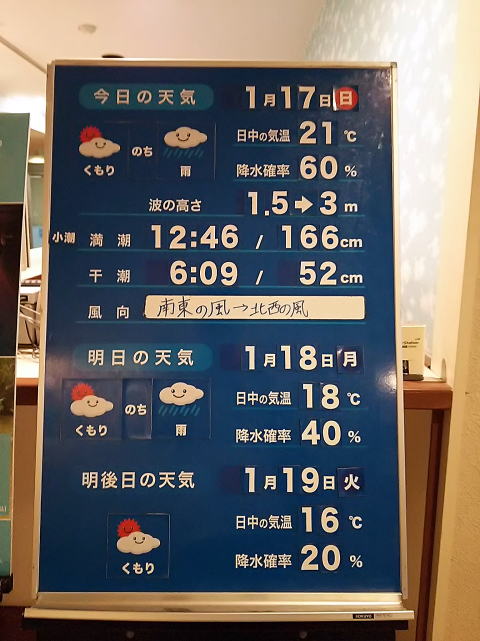 今日の天気 1月17日 日
くもり のち 雨
日中の気温 21 ℃
降水確率 60 %
波の高さ 1.5➡3 m
小潮 満潮 12:46 / 166cm
干潮 6:09 / 52cm
風向 南東の風→北西の風
明日の天気 1月18日 月
くもり のち 雨
日中の気温 18 ℃
降水確率 40 %
明後日の天気 1月19日 火
くもり
日中の気温 16 ℃
降水確率 20 %
KOKUYO